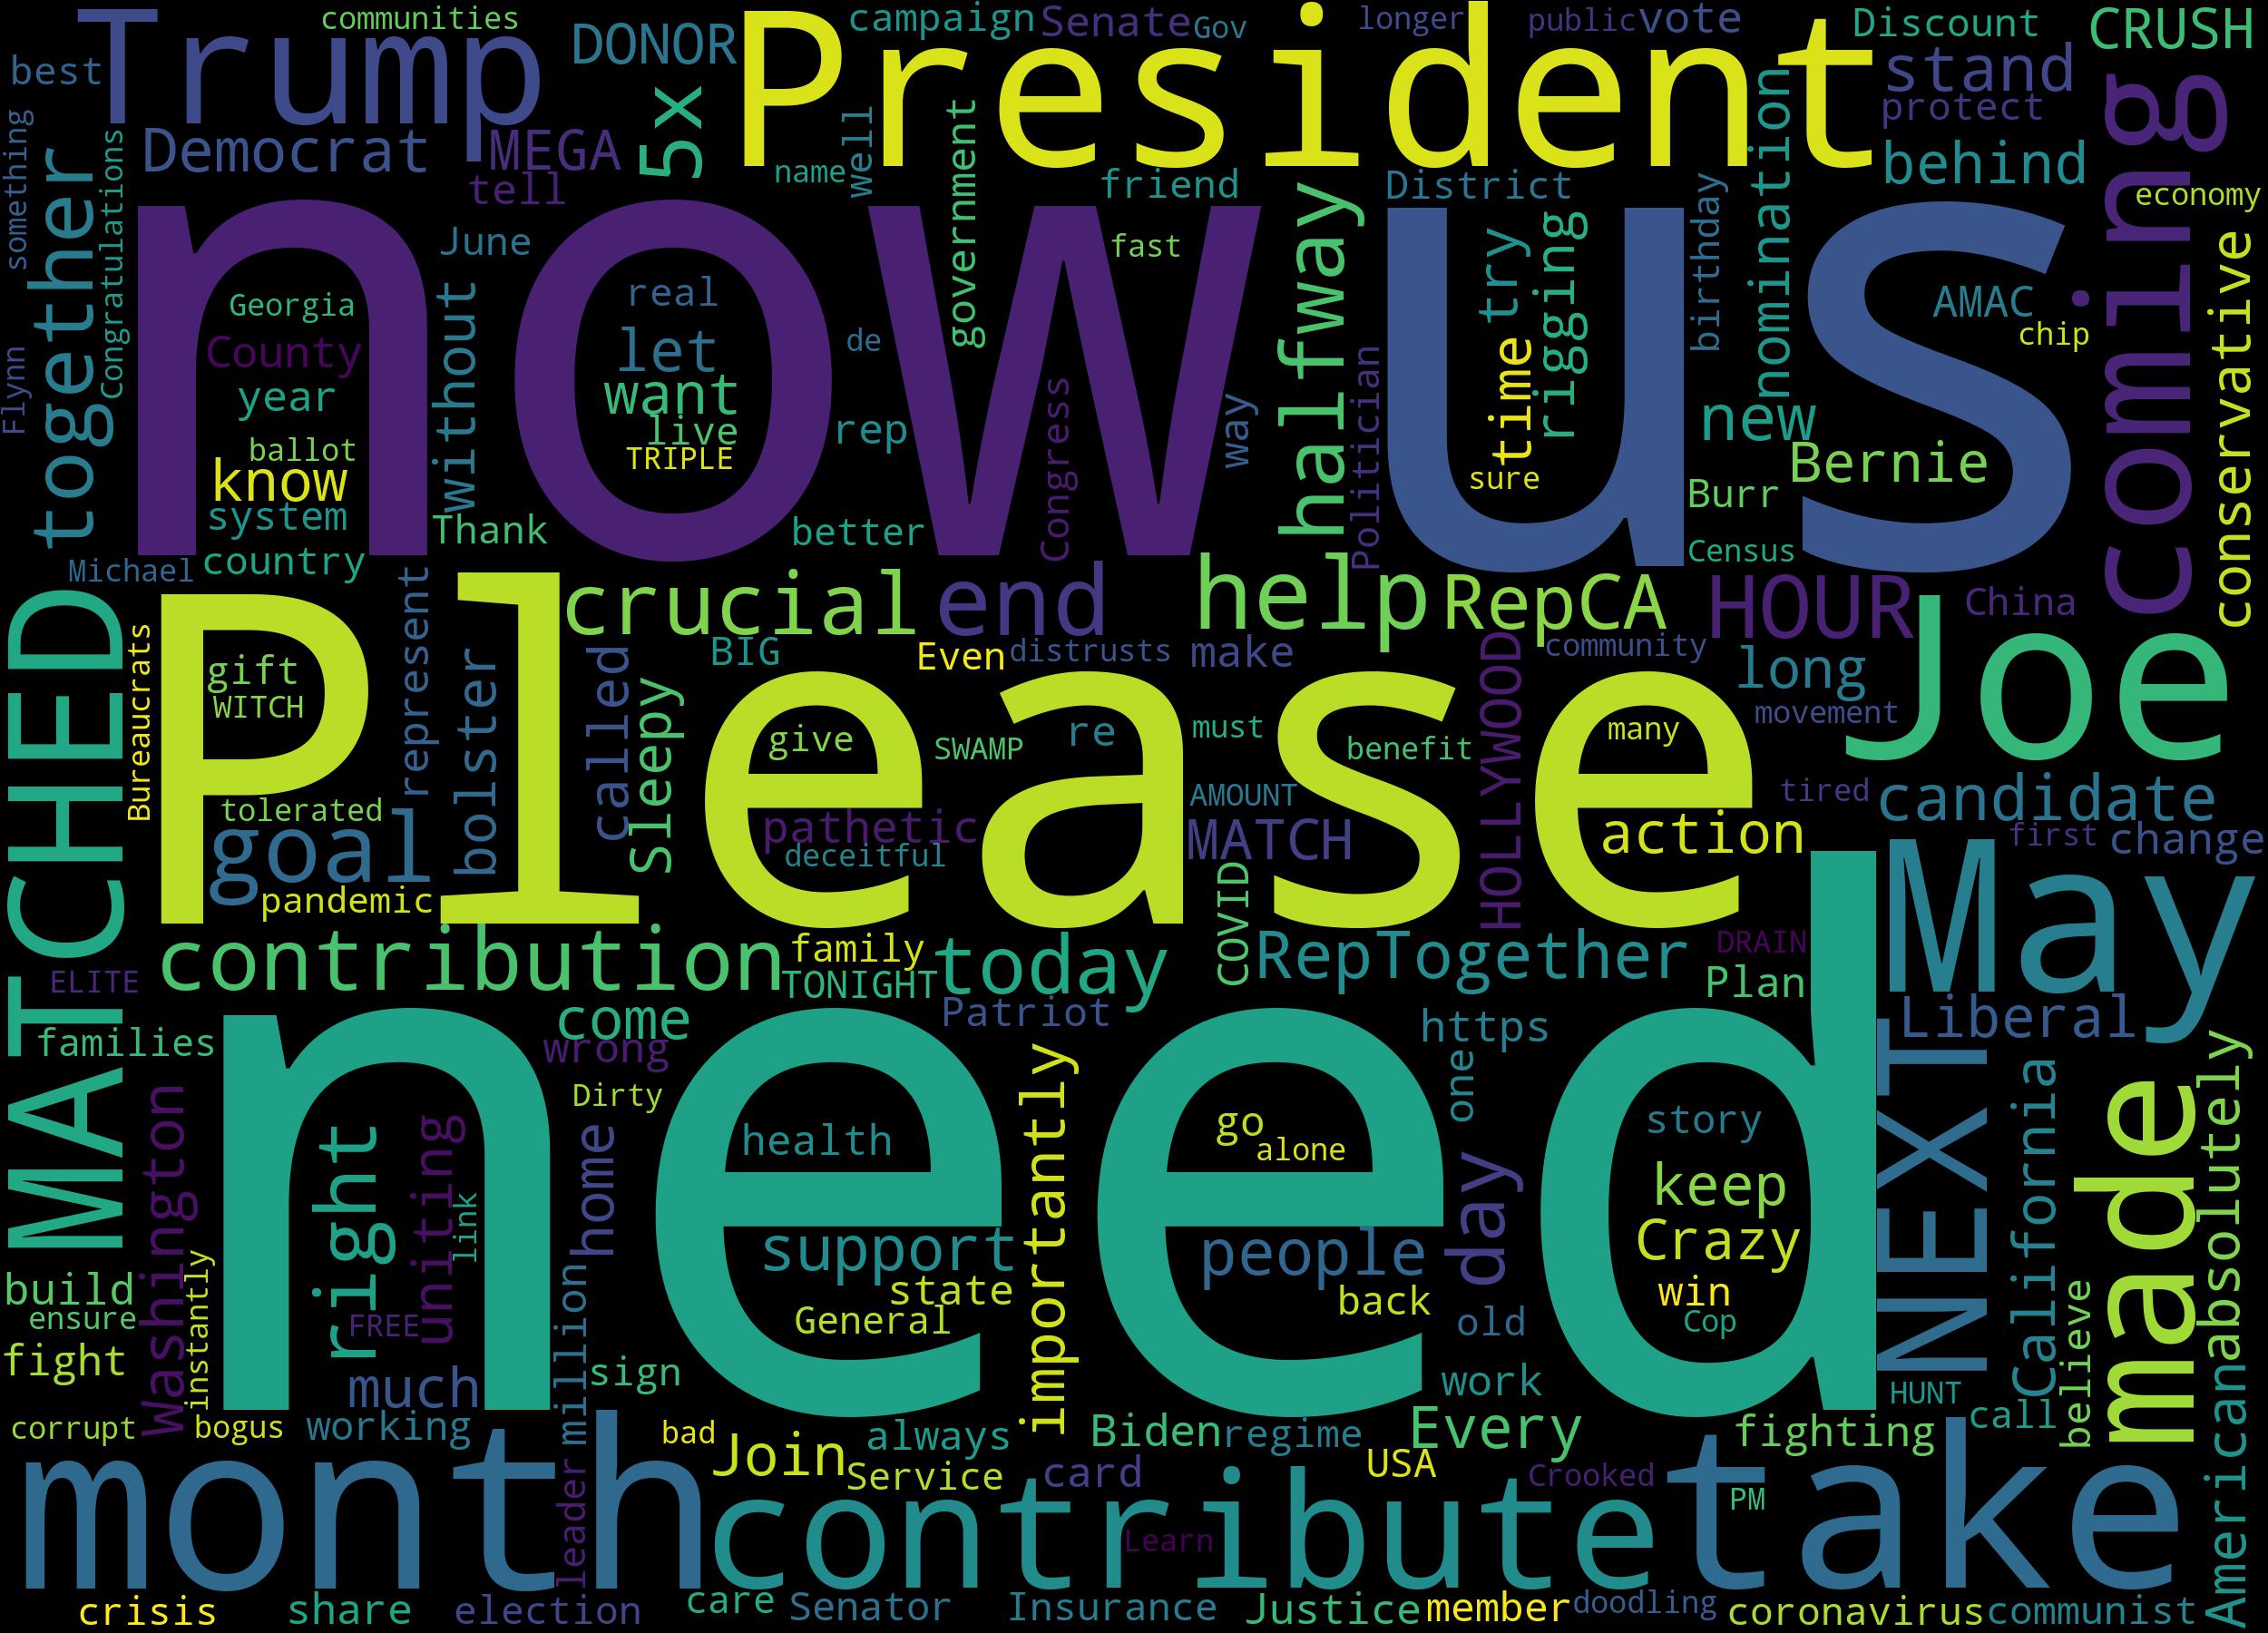 communities
Trump
DONOR
campaign
Senate
Gov
longer
public
vote
Discount
CRUSH
best
5x
President
stand
protect
Democrat
MEGA
tell
name
well
government
friend
District
nomination
behind
coming
economy
something
together
Congratulations
now
June
fast
halfway
us
try
rigging
birthday
AMAC
chip
conservative
Georgia
County
year
ballot
know
system
country
Flynn
without
real
let
want
live
TRIPLE
de
rep
way
Congress
Politician
time
sure
new
Bernie
Burr
Census
Michael
Thank
better
MATCHED
Please
crucial
end
help
RepCA
HOUR
China
Joe
Bureaucrats
gift
WITCH
represent
bolster
called
sleepy
BIG
Even
distrusts
make
HOLLYWOOD
community
long
movement
give
SWAMP
re
must
benefit
many
tolerated
goal
pandemic
pathetic
deceitful
AMOUNT
MATCH
action
tired
candidate
first
change
COVID
contribution
family
TONIGHT
today
RepTogether
DRAIN
Plan
May
Liberal
ELITE
families
come
wrong
Patriot
https
one
NEXT
Dirty
Washington
need
right
uniting
link
home
health
importantly
go
alone
day
story
keep
Crazy
win
Cop
California
made
absolutely
support
state
General
people
back
old
build
ensure
fight
instantly
FREE
million
much
sign
work
HUNT
believe
American
corrupt
bogus
working
bad
Join
always
Biden
regime
Every
fighting
call
month
leader
Service
card
USA
Crooked
PM
contribute
Learn
take
crisis
share
election
care
Senator
Insurance
Justice
member
doodling
coronavirus
communist